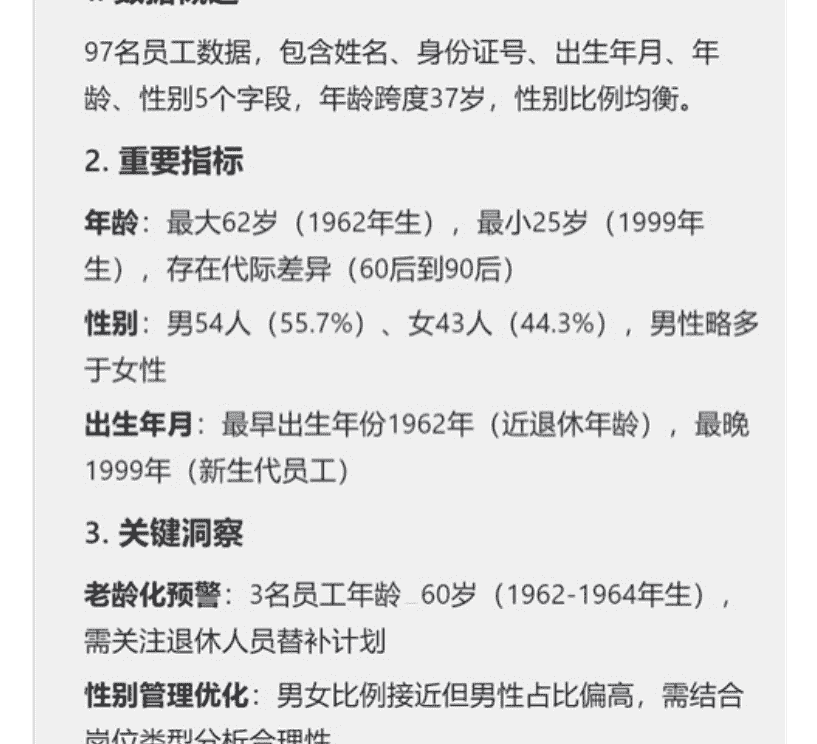 97名员工数据，包含姓名、身份证号、出生年月、年
龄、性别5个字段，年龄跨度37岁，性别比例均衡。
2. 重要指标
年龄：最大62岁（1962年生），最小25岁（1999年
生），存在代际差异（60后到90后）
性别：男54人（55.7%）、女43人（44.3%），男性略多
于女性
出生年月：最早出生年份1962年（近退休年龄），最晚
1999年（新生代员工）
3. 关键洞察
老龄化预警：3名员工年龄 60岁（1962-1964年生），
需关注退休人员替补计划
性别管理优化：男女比例接近但男性占比偏高，需结合
岗位类型分析合理性